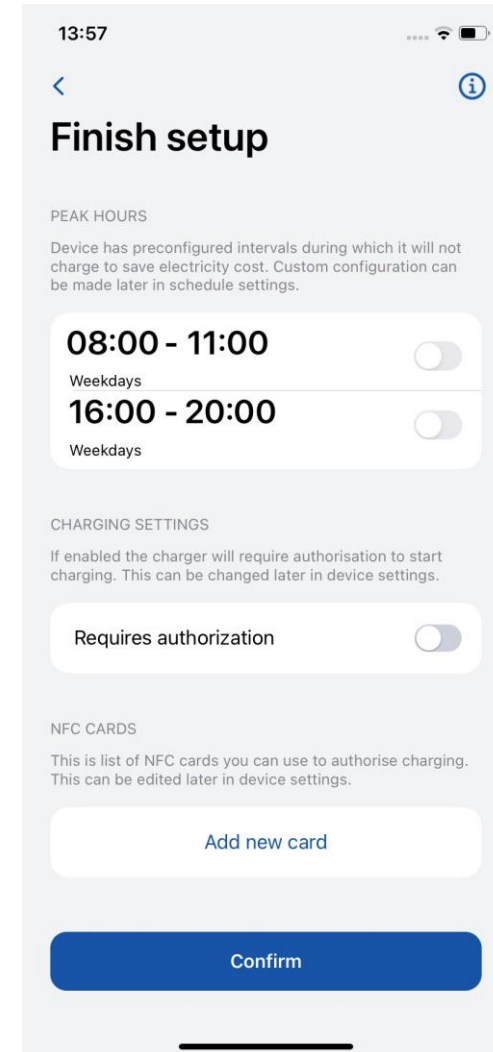 13:57
Finish setup
PEAK HOURS
Device has preconfigured intervals during which it will not
charge to save electricity cost. Custom configuration can
be made later in schedule settings.
08:00 - 11:00
Weekdays
16:00 - 20:00
Weekdays
CHARGING SETTINGS
If enabled the charger will require authorisation to start
charging. This can be changed later in device settings.
Requires authorization
NFC CARDS
This is list of NFC cards you can use to authorise charging.
This can be edited later in device settings.
Add new card
Confirm